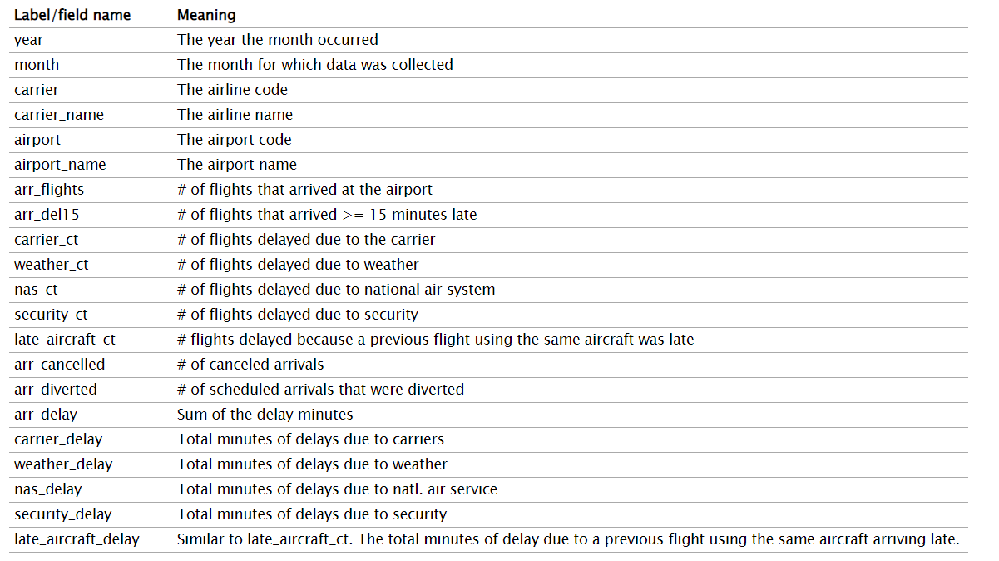 Label/field name Meaning
year The year the month occurred
month The month for which data was collected
carrier The airline code
carrier_name The airline name
airport The airport code
airport_name The airport name
arr_flights # of flights that arrived at the airport
arr_del15 # of flights that arrived >= 15 minutes late
carrier_ct # of flights delayed due to the carrier
weather_ct # of flights delayed due to weather
nas_ct # of flights delayed due to national air system
security_ct # of flights delayed due to security
late_aircraft_ct # flights delayed because a previous flight using the same aircraft was late
arr_cancelled # of canceled arrivals
arr_diverted # of scheduled arrivals that were diverted
arr_delay Sum of the delay minutes
carrier_delay Total minutes of delays due to carriers
weather_delay Total minutes of delays due to weather
nas_delay Total minutes of delays due to natl. air service
security_delay Total minutes of delays due to security
late_aircraft_delay Similar to late_aircraft_ct. The total minutes of delay due to a previous flight using the same aircraft arriving late.